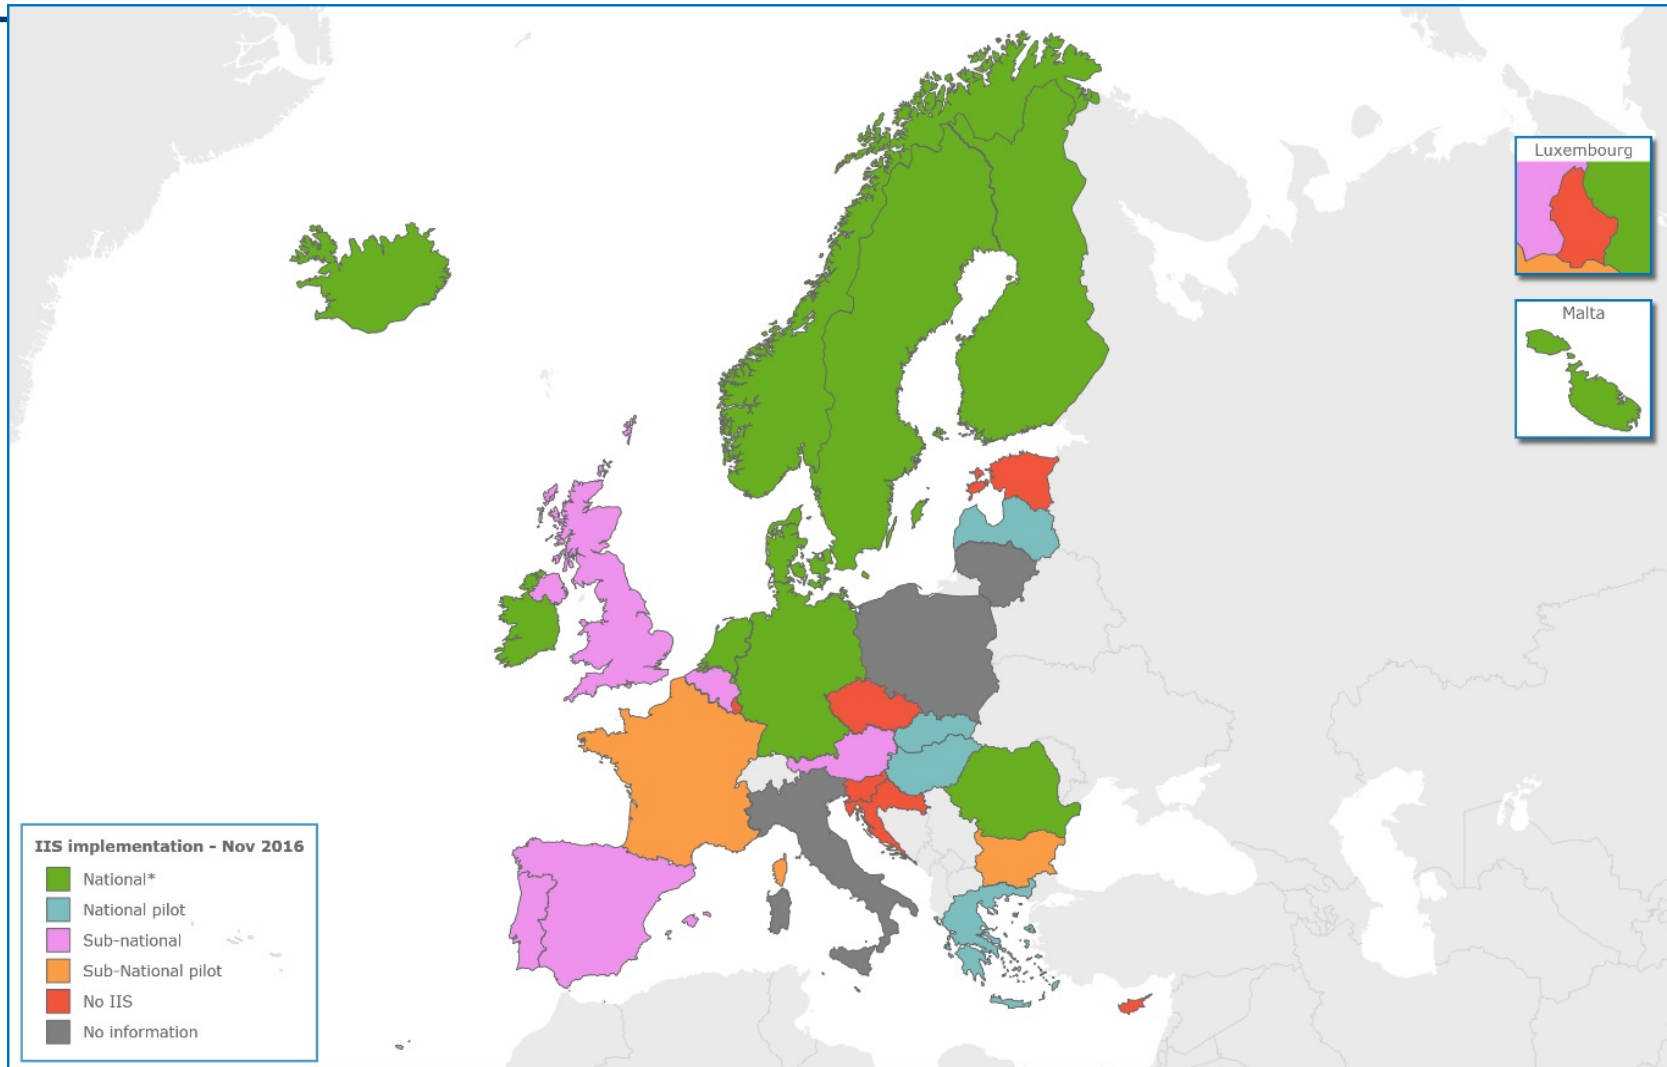 Luxembourg
Malta
IIS implementation - Nov 2016
National*
National pilot
Sub-national
Sub-National pilot
No IIS
No information